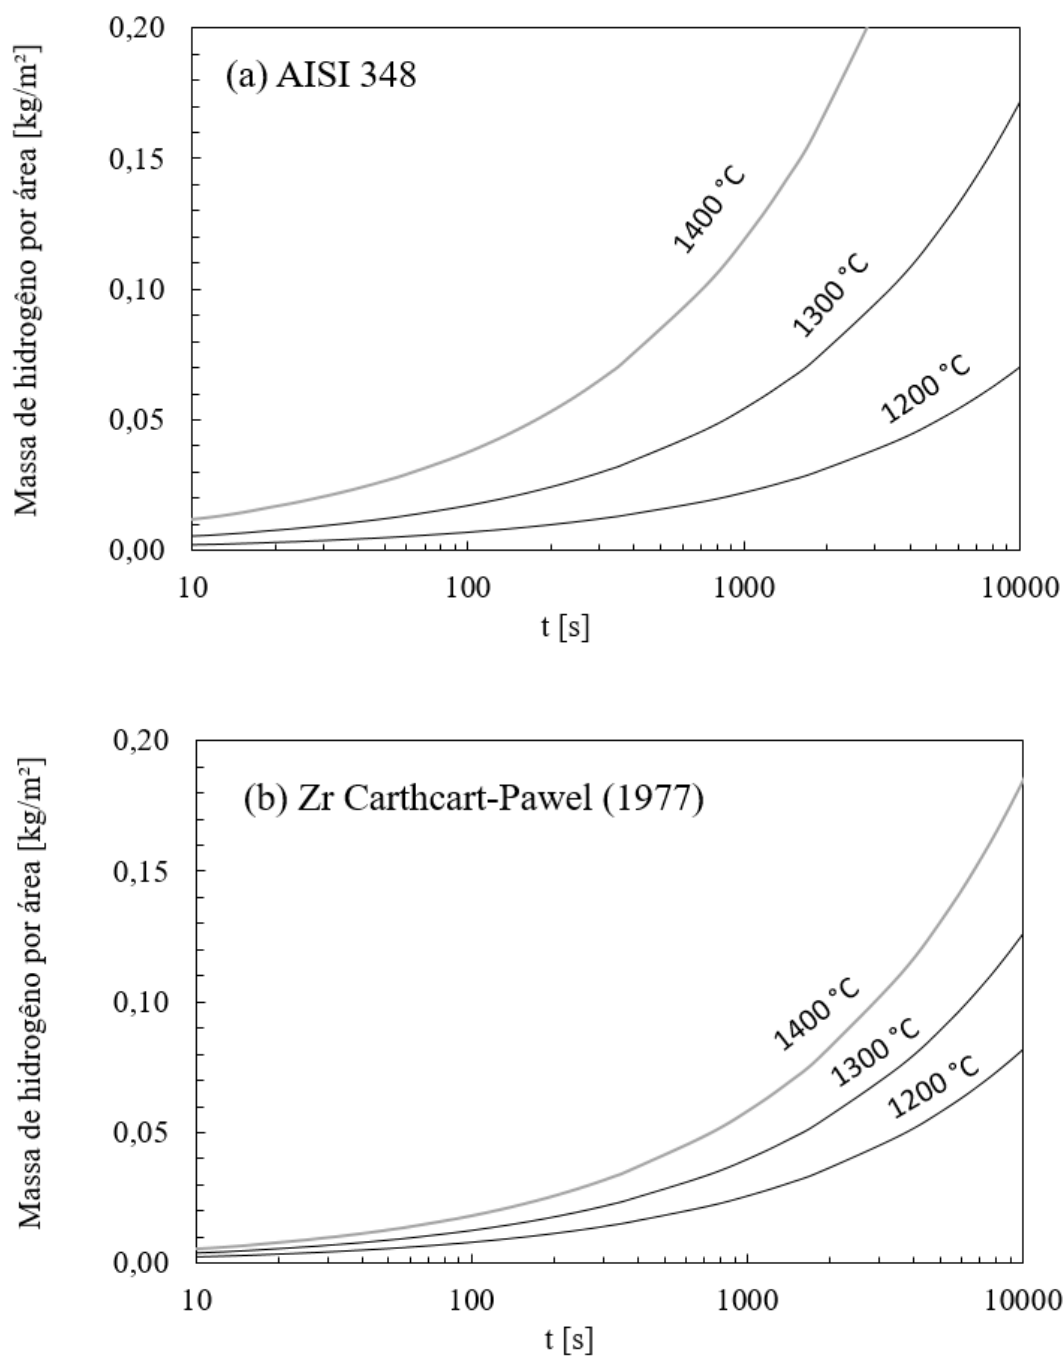 Massa de hidrogêno por área [kg/m²]
0,20
0,15
0,10
0,05
0,00
(a) AISI 348
1400 °C
1300 °C
1200 °C
10
100
1000
10000
t [s]
Massa de hidrogêno por área [kg/m²]
0,20
0,15
0,10
0,05
0,00
(b) Zr Carthcart-Pawel (1977)
1400 °C
1300 °C
1200 °C
10
100
1000
10000
t [s]